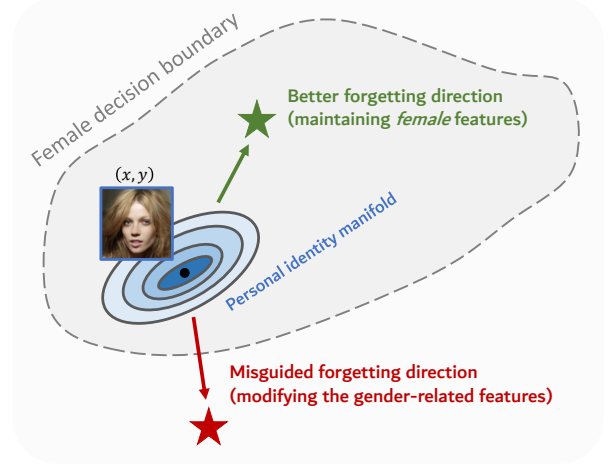 Female decision boundary
Better forgetting direction
(maintaining female features)
(x, y)
Personal identity manifold
Misguided forgetting direction
(modifying the gender-related features)